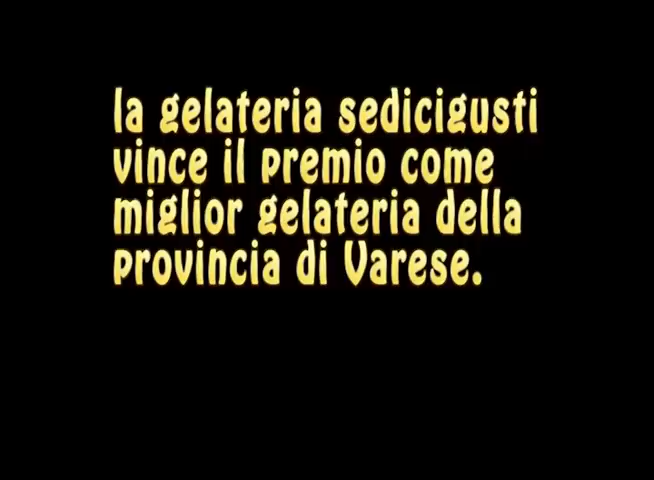 la gelateria sedicigusti
vince il premio come
miglior gelateria della
provincia di Varese.